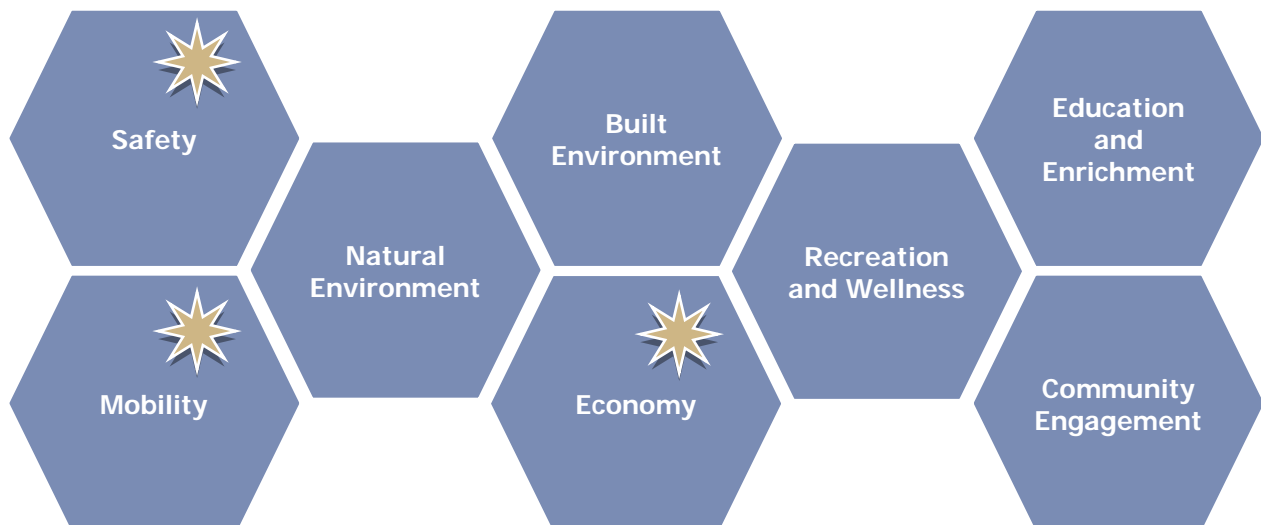 Safety
Built
Environment
Education
and
Enrichment
Natural
Environment
Recreation
and Wellness
Mobility
Economy
Community
Engagement